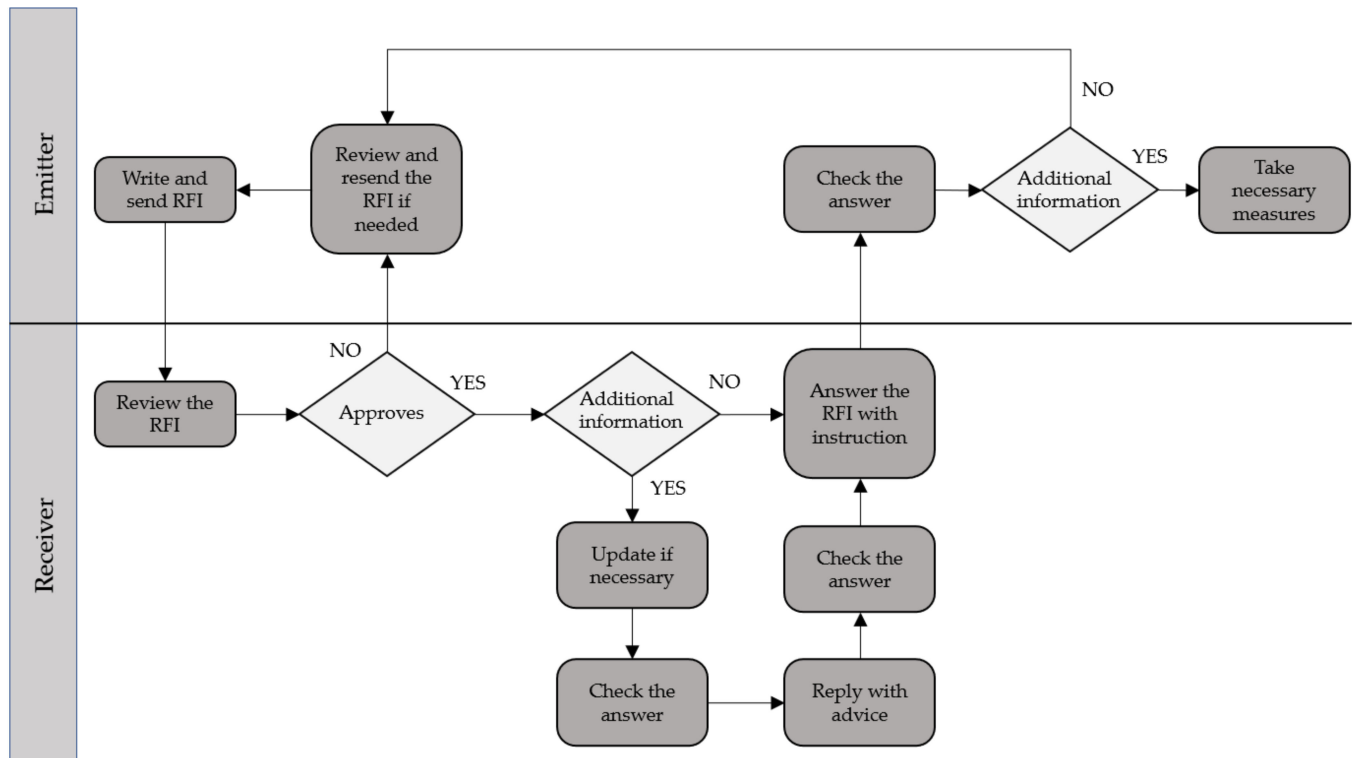 Emitter
NO
Review and
resend the
RFI if
needed
Write and
send RFI
Check the
answer
Additional
information
YES
Take
necessary
measures
Receiver
Review the
RFI
NO
Approves
YES
Additional
information
NO
Answer the
RFI with
instruction
YES
Update if
necessary
Check the
answer
Check the
answer
Reply with
advice